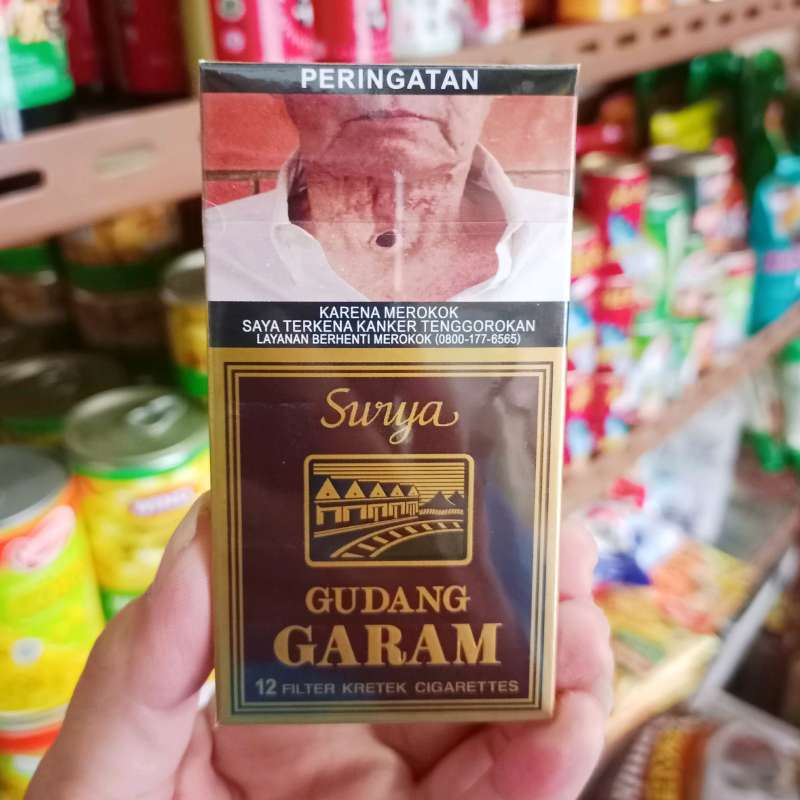 PERINGATAN
KARENA MEROKOK
SAYA TERKENA KANKER TENGGOROKAN
LAYANAN BERHENTI MEROKOK (0800-177-6565)
Surya
GUDANG
GARAM
12 FILTER KRETEK CIGARETTES